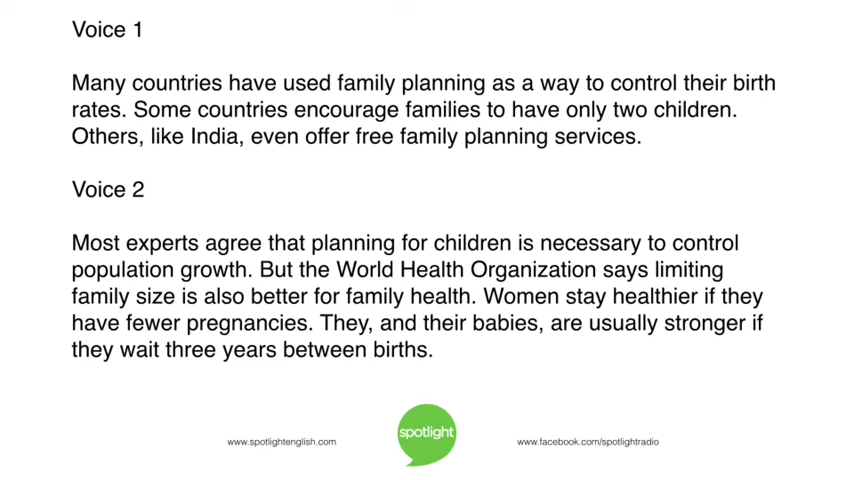 Voice 1
Many countries have used family planning as a way to control their birth
rates. Some countries encourage families to have only two children.
Others, like India, even offer free family planning services.
Voice 2
Most experts agree that planning for children is necessary to control
population growth. But the World Health Organization says limiting
family size is also better for family health. Women stay healthier if they
have fewer pregnancies. They, and their babies, are usually stronger if
they wait three years between births.
www.spotlightenglish.com
spotlight
www.facebook.com/spotlightradio